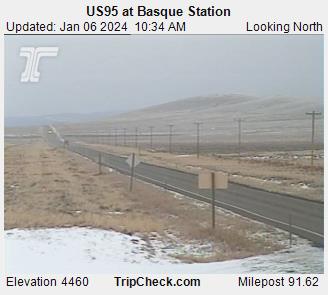 US95 at Basque Station
Updated: Jan 06 2024 10:34 AM Looking North
Elevation 4460 TripCheck.com Milepost 91.62